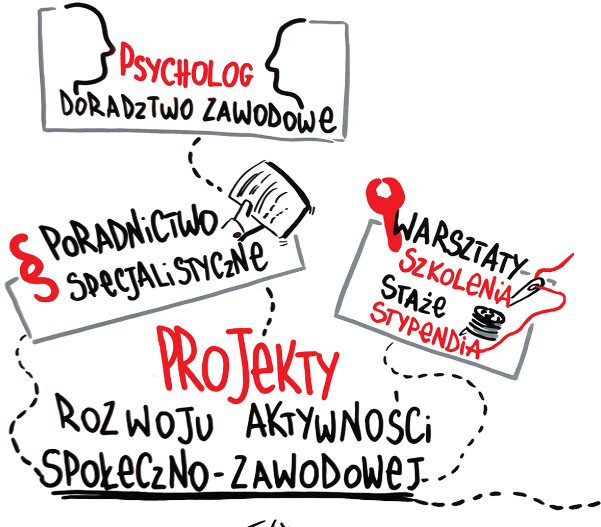 PSYCHOLOG
DORADZTWO ZAWODOWE
§ PORADNICTWO
SPECJALISTYCZNE
WARSZTATY
SZKOLENIA
STAŻE
STYPENDIA
PROJEKTY
ROZWOJU AKTYWNOŚCI
SPOŁECZNO-ZAWODOWEJ